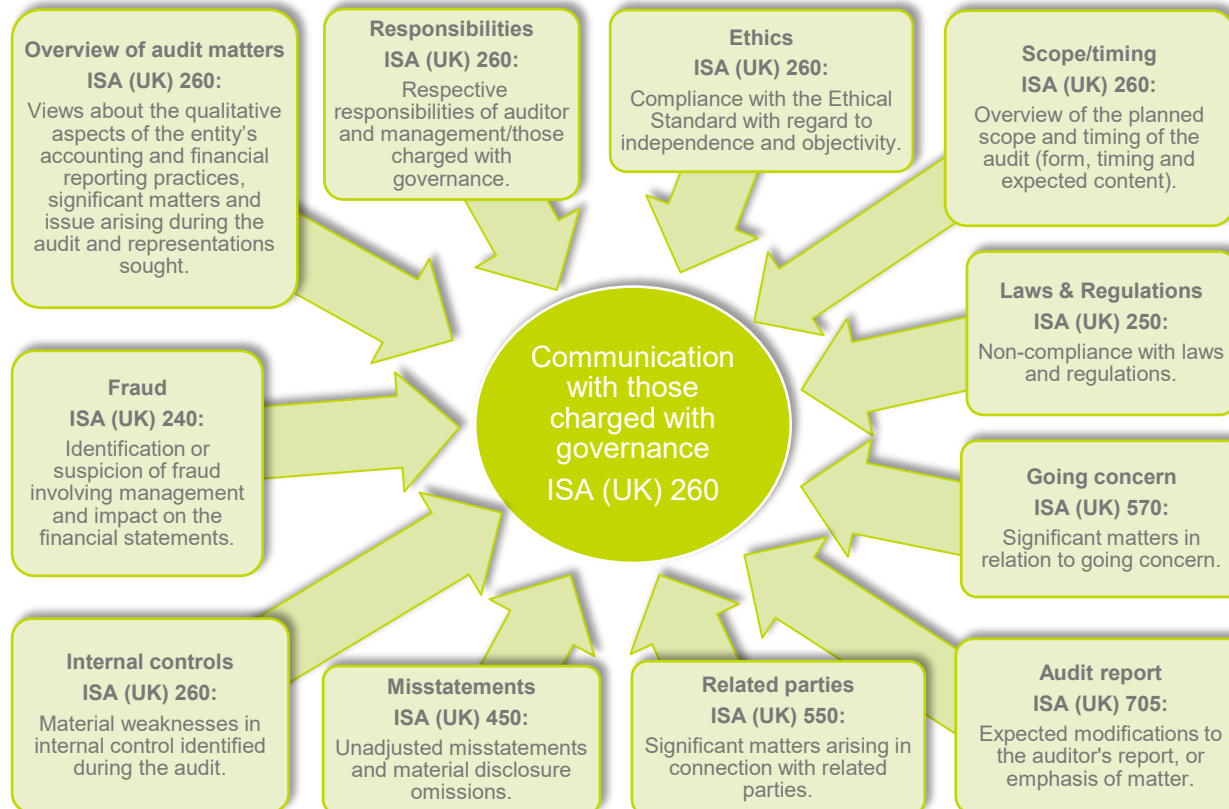 Overview of audit matters
ISA (UK) 260:
Views about the qualitative
aspects of the entity's
accounting and financial
reporting practices,
significant matters and
issue arising during the
audit and representations
sought.
Responsibilities
ISA (UK) 260:
Respective
responsibilities of auditor
and management/those
charged with
governance.
Ethics
ISA (UK) 260:
Compliance with the Ethical
Standard with regard to
independence and objectivity.
Scope/timing
ISA (UK) 260:
Overview of the planned
scope and timing of the
audit (form, timing and
expected content).
Laws & Regulations
ISA (UK) 250:
Non-compliance with laws
and regulations.
Communication
with those
charged with
governance
ISA (UK) 260
Fraud
ISA (UK) 240:
Identification or
suspicion of fraud
involving management
and impact on the
financial statements.
Going concern
ISA (UK) 570:
Significant matters in
relation to going concern.
Internal controls
ISA (UK) 260:
Material weaknesses in
internal control identified
during the audit.
Misstatements
ISA (UK) 450:
Unadjusted misstatements
and material disclosure
omissions.
Related parties
ISA (UK) 550:
Significant matters arising in
connection with related
parties.
Audit report
ISA (UK) 705:
Expected modifications to
the auditor's report, or
emphasis of matter.